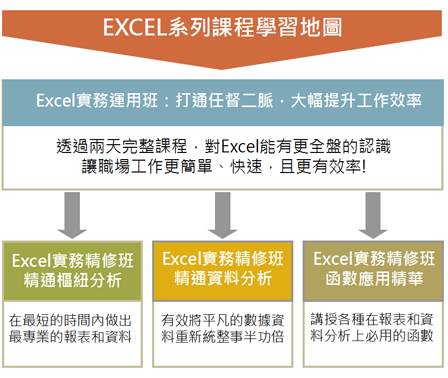 EXCEL系列課程學習地圖
Excel實務運用班：打通任督二脈，大幅提升工作效率
透過兩天完整課程，對Excel能有更全盤的認識
讓職場工作更簡單、快速，且更有效率!
Excel實務精修班
精通樞紐分析
在最短的時間內做出
最專業的報表和資料
Excel實務精修班
精通資料分析
有效將平凡的數據資
料重新統整事半功倍
Excel實務精修班
函數應用精華
講授各種在報表和資
料分析上必用的函數